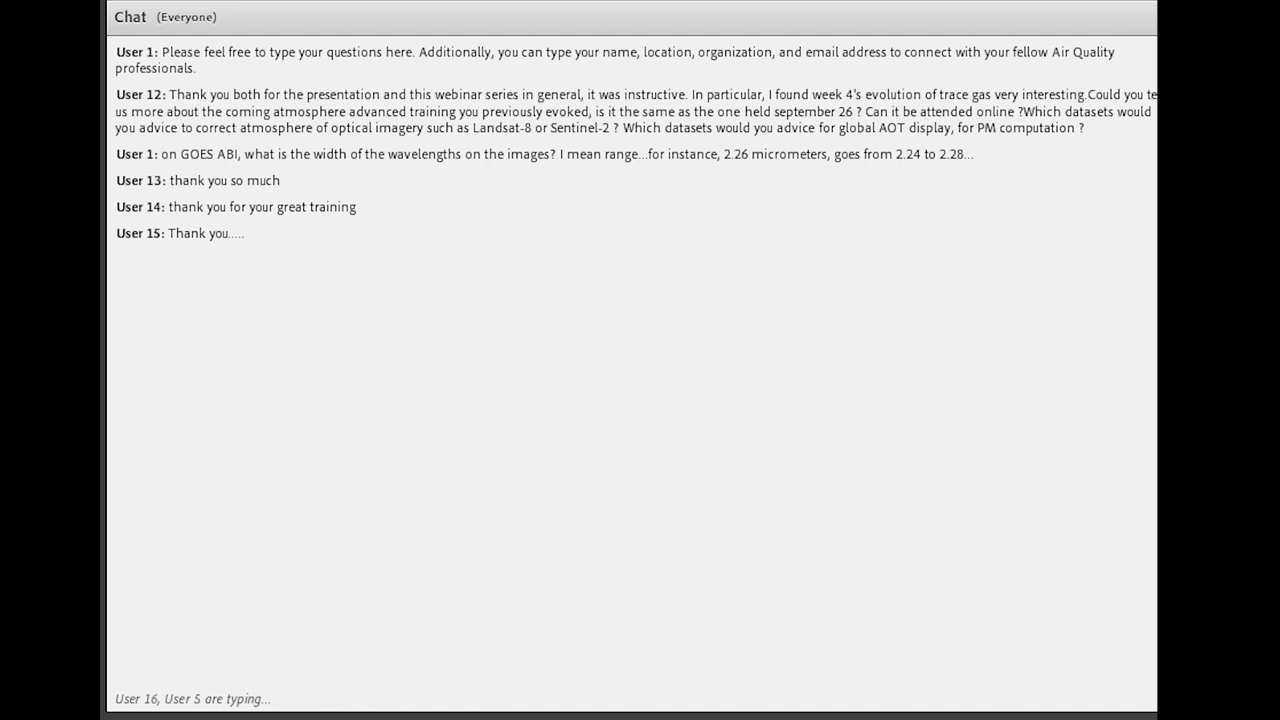 Chat (Everyone)
User 1: Please feel free to type your questions here. Additionally, you can type your name, location, organization, and email address to connect with your fellow Air Quality
professionals.
User 12: Thank you both for the presentation and this webinar series in general, it was instructive. In particular, I found week 4's evolution of trace gas very interesting.Could you te
us more about the coming atmosphere advanced training you previously evoked, is it the same as the one held september 26 ? Can it be attended online ?Which datasets would
you advice to correct atmosphere of optical imagery such as Landsat-8 or Sentinel-2 ? Which datasets would you advice for global AOT display, for PM computation ?
User 1: on GOES ABI, what is the width of the wavelengths on the images? I mean range...for instance, 2.26 micrometers, goes from 2.24 to 2.28...
User 13: thank you so much
User 14: thank you for your great training
User 15: Thank you.....
User 16, User 5 are typing...